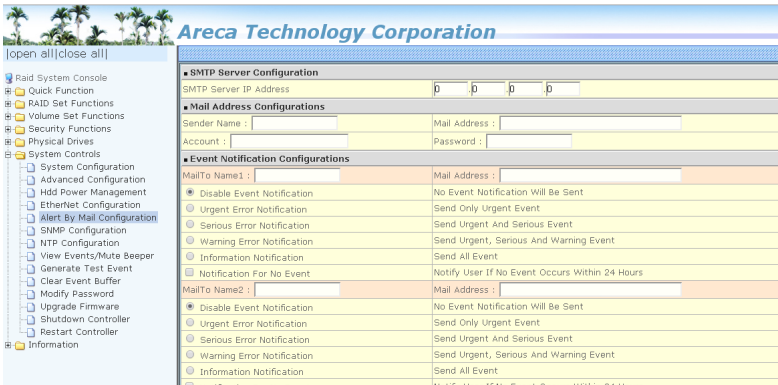 Areca Technology Corporation
|open all|close all|
Raid System Console
Quick Function
RAID Set Functions
Volume Set Functions
Security Functions
Physical Drives
System Controls
System Configuration
Advanced Configuration
Hdd Power Management
EtherNet Configuration
Alert By Mail Configuration
SNMP Configuration
NTP Configuration
View Events/Mute Beeper
Generate Test Event
Clear Event Buffer
Modify Password
Upgrade Firmware
Shutdown Controller
Restart Controller
Information
SMTP Server Configuration
SMTP Server IP Address 0 .0 .0 .0
Mail Address Configurations
Sender Name : Mail Address :
Account : Password :
Event Notification Configurations
MailTo Name1 : Mail Address :
Disable Event Notification No Event Notification Will Be Sent
Urgent Error Notification Send Only Urgent Event
Serious Error Notification Send Urgent And Serious Event
Warning Error Notification Send Urgent, Serious And Warning Event
Information Notification Send All Event
Notification For No Event Notify User If No Event Occurs Within 24 Hours
MailTo Name2 : Mail Address :
Disable Event Notification No Event Notification Will Be Sent
Urgent Error Notification Send Only Urgent Event
Serious Error Notification Send Urgent And Serious Event
Warning Error Notification Send Urgent, Serious And Warning Event
Information Notification Send All Event